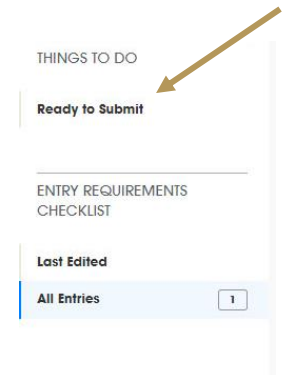 THINGS TO DO
Ready to Submit
ENTRY REQUIREMENTS
CHECKLIST
Last Edited
All Entries 1